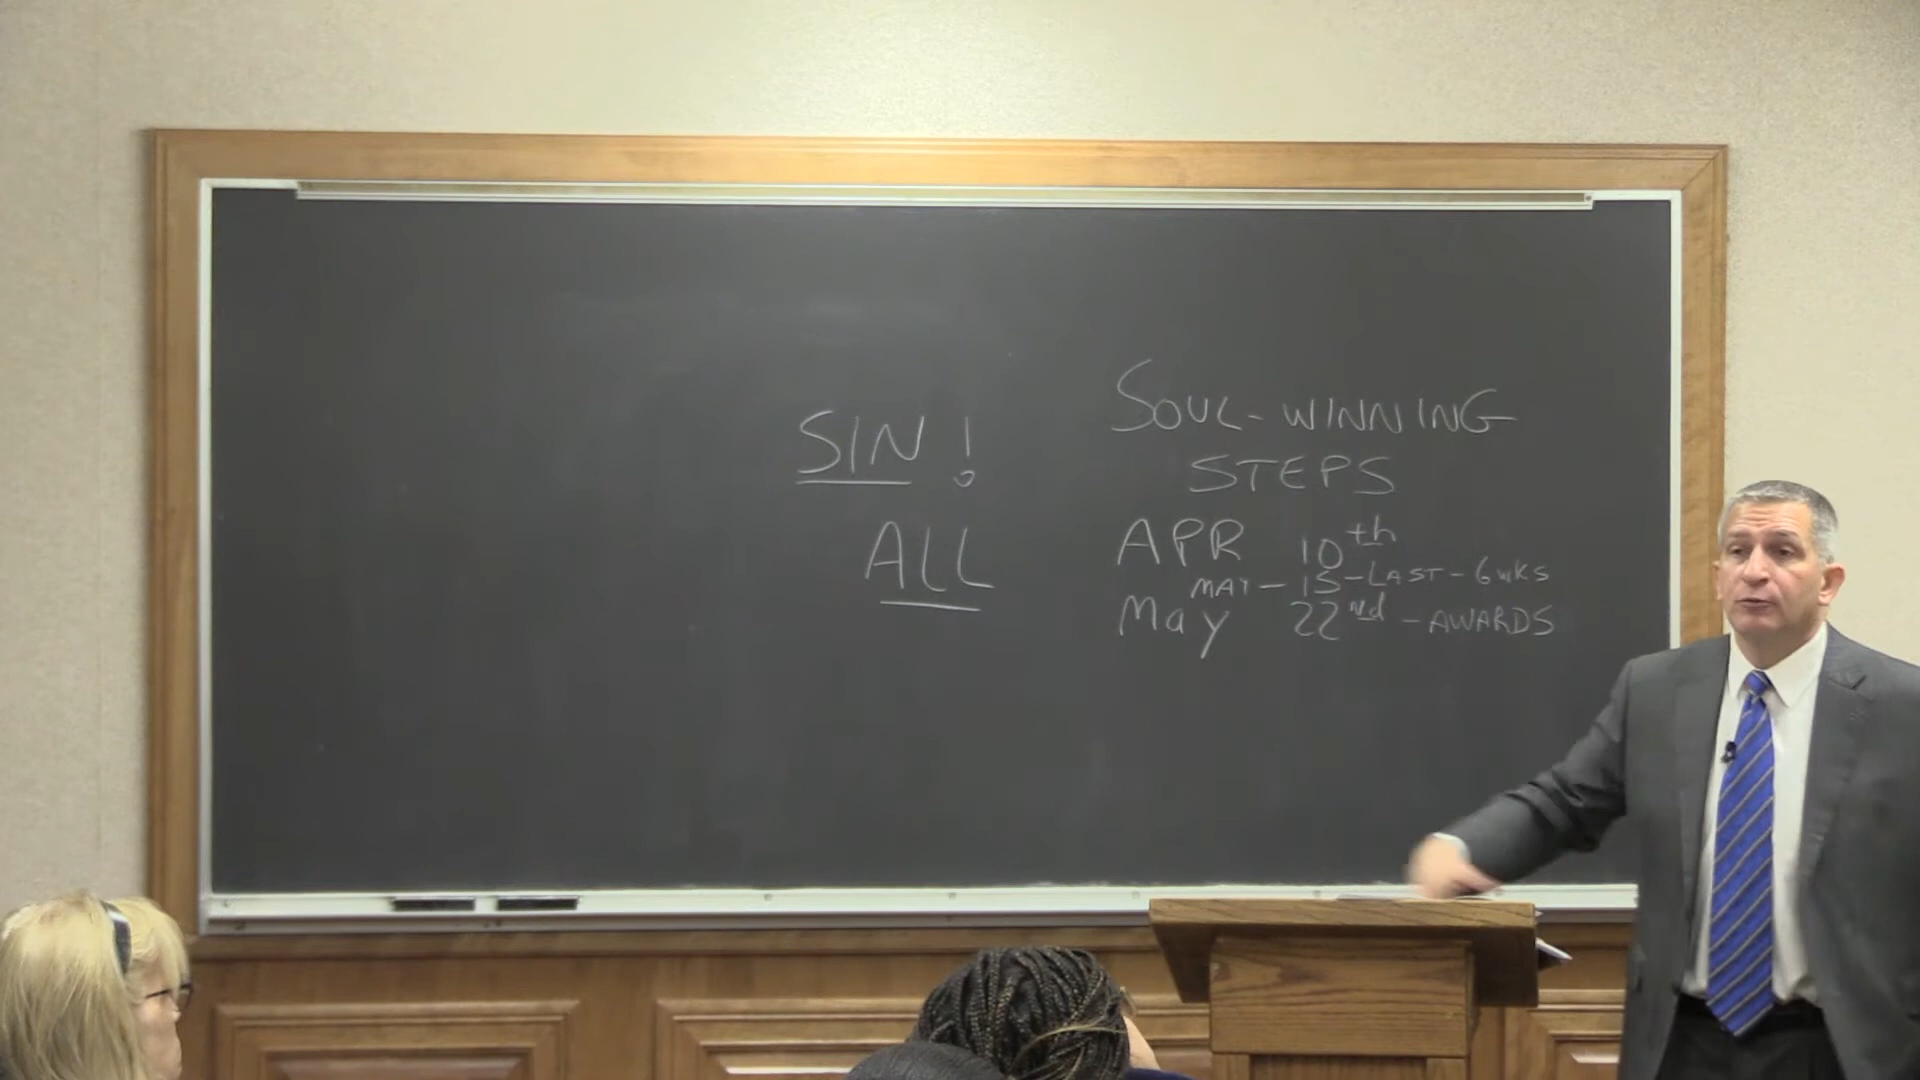 SIN!
ALL
SOUL-WINNING
STEPS
APR 10th
MAY-15-LAST-6WKS
May 22nd-AWARDS